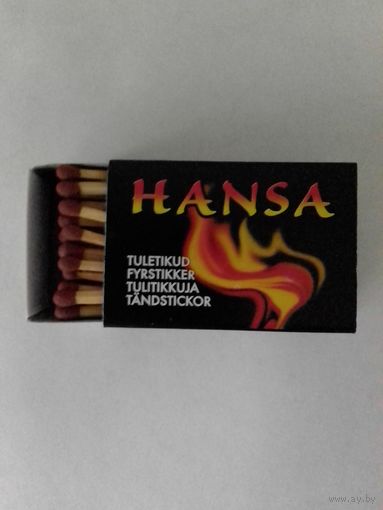 HANSA
TULETIKUD
FYRSTIKKER
TULITIKKUJA
TÄNDSTICKOR
www.ay.by